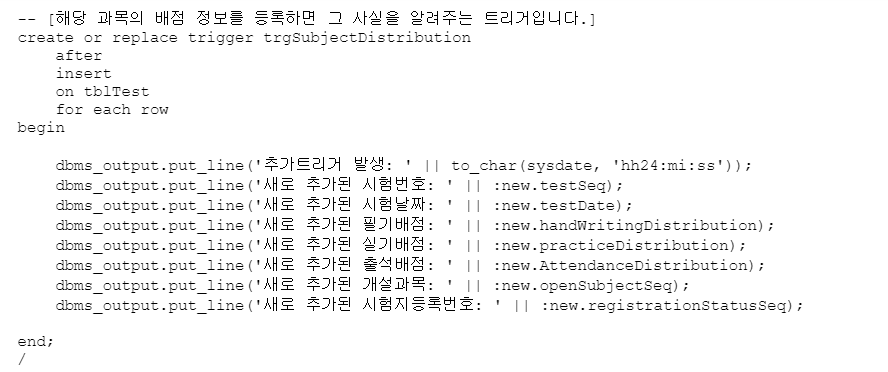 -- [해당 과목의 배점 정보를 등록하면 그 사실을 알려주는 트리거입니다.]
create or replace trigger trgSubjectDistribution
    after
    insert
    on tblTest
    for each row
begin

    dbms_output.put_line('추가트리거 발생: ' || to_char(sysdate, 'hh24:mi:ss'));
    dbms_output.put_line('새로 추가된 시험번호: ' || :new.testSeq);
    dbms_output.put_line('새로 추가된 시험날짜: ' || :new.testDate);
    dbms_output.put_line('새로 추가된 필기배점: ' || :new.handWritingDistribution);
    dbms_output.put_line('새로 추가된 실기배점: ' || :new.practiceDistribution);
    dbms_output.put_line('새로 추가된 출석배점: ' || :new.AttendanceDistribution);
    dbms_output.put_line('새로 추가된 개설과목: ' || :new.openSubjectSeq);
    dbms_output.put_line('새로 추가된 시험지등록번호: ' || :new.registrationStatusSeq);

end;
/